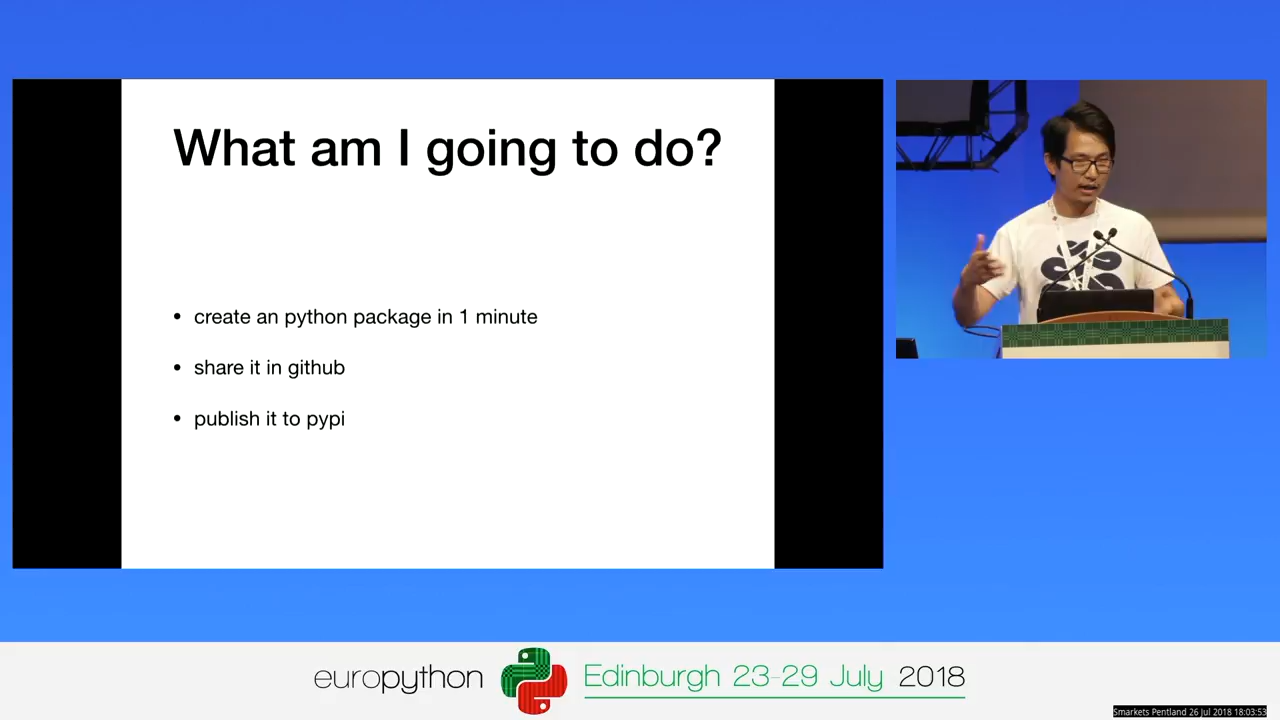 What am I going to do?
• create an python package in 1 minute
• share it in github
• publish it to pypi
europython Edinburgh 23-29 July 2018
Smarkets Pentland 26 Jul 2018 18:03:53